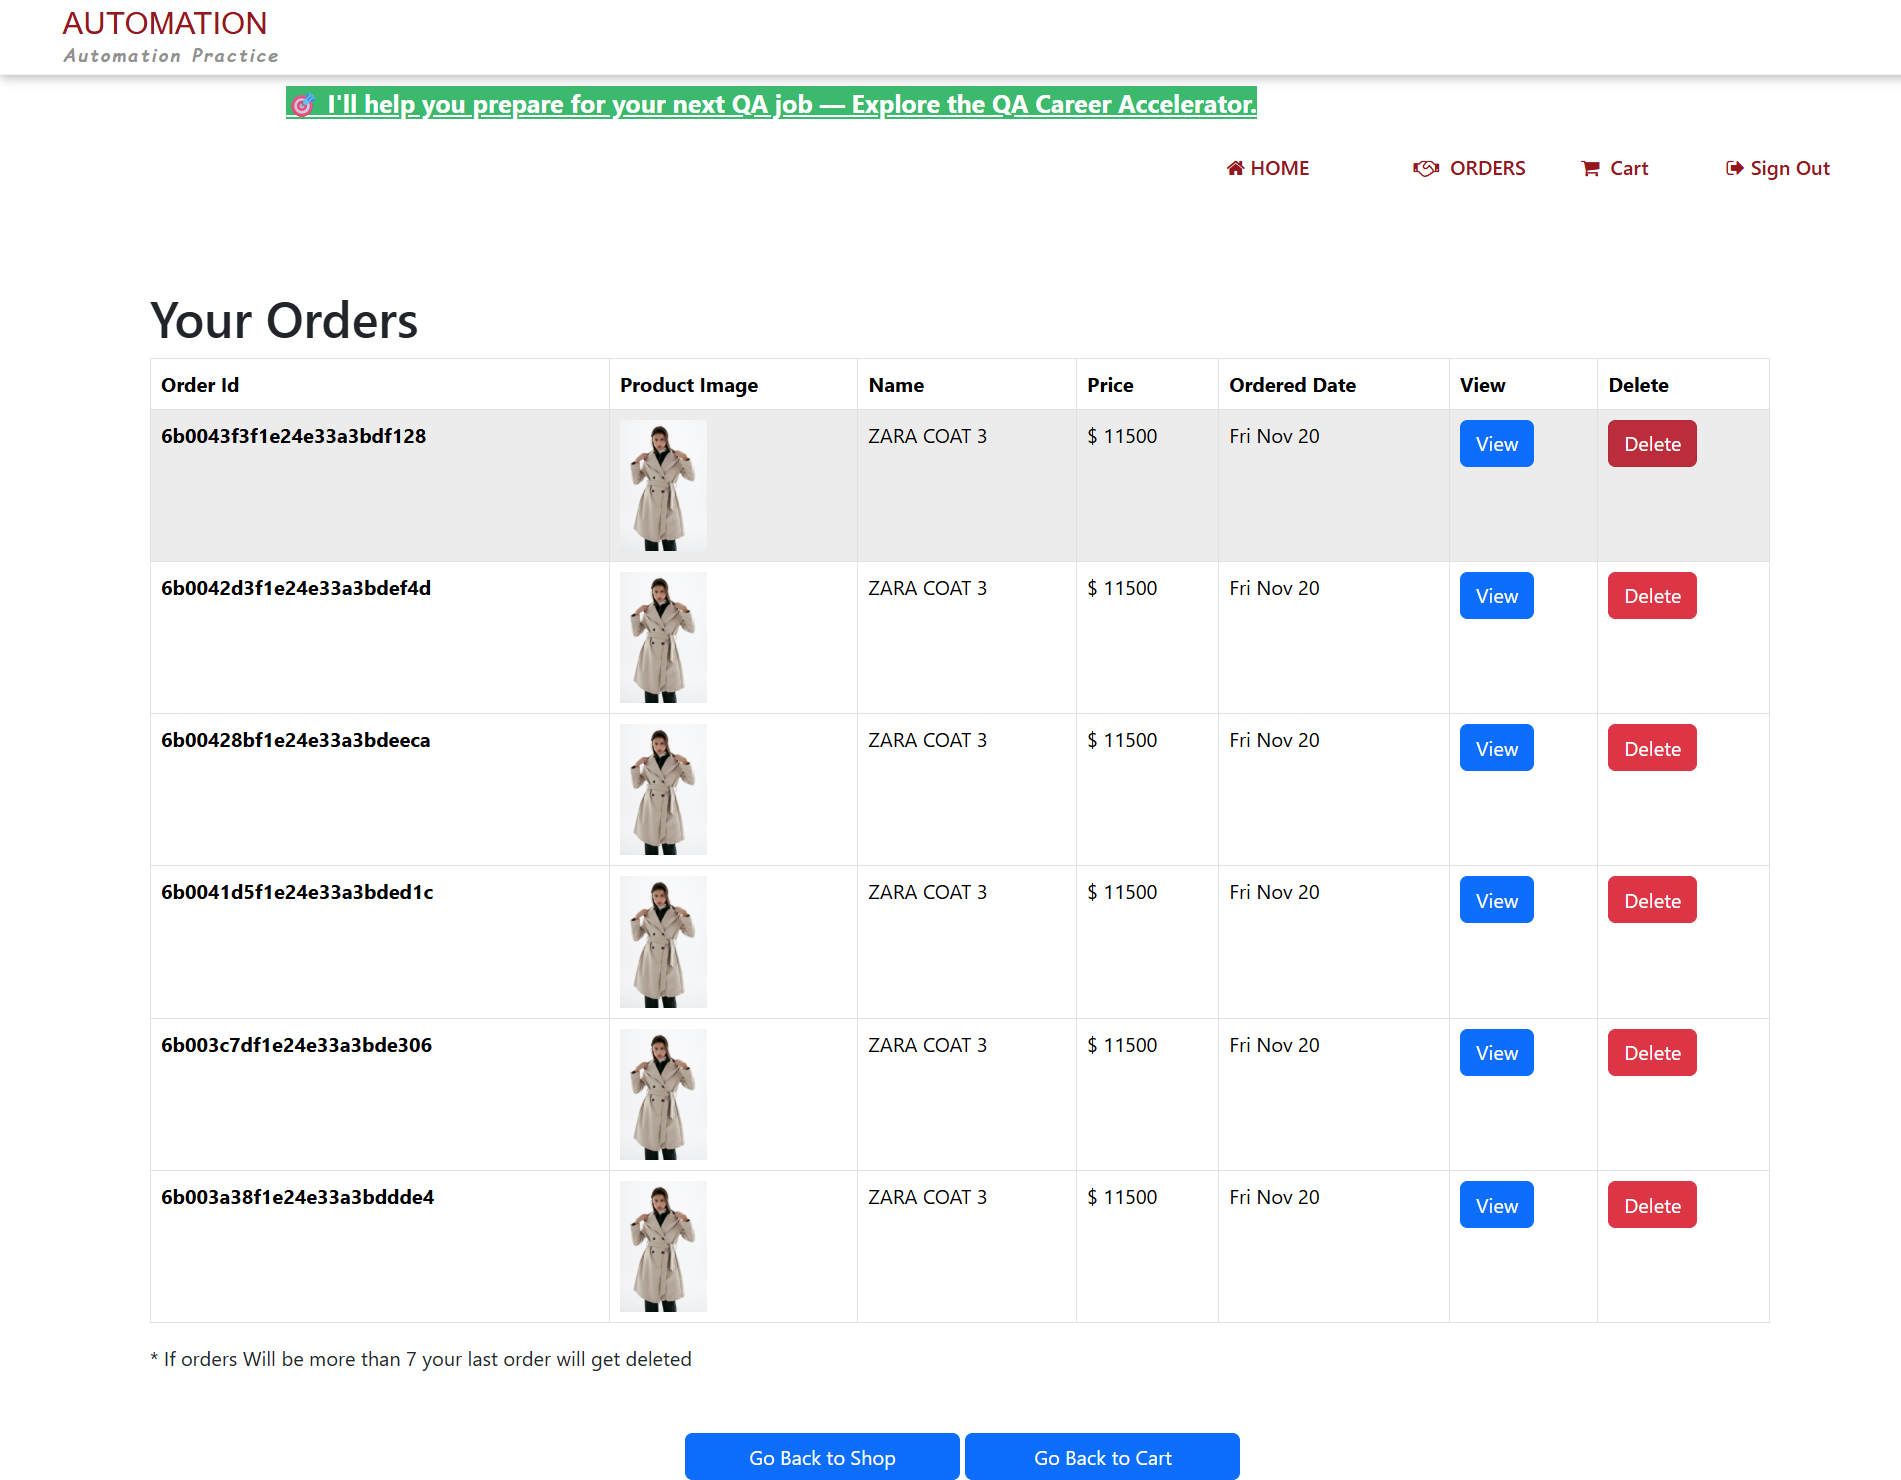 AUTOMATION
Automation Practice
🎯 I'll help you prepare for your next QA job — Explore the QA Career Accelerator.
HOME ORDERS Cart Sign Out
Your Orders
Order Id Product Image Name Price Ordered Date View Delete
6b0043f3f1e24e33a3bdf128 ZARA COAT 3 $ 11500 Fri Nov 20 View Delete
6b0042d3f1e24e33a3bdef4d ZARA COAT 3 $ 11500 Fri Nov 20 View Delete
6b00428bf1e24e33a3bdeeca ZARA COAT 3 $ 11500 Fri Nov 20 View Delete
6b0041d5f1e24e33a3bded1c ZARA COAT 3 $ 11500 Fri Nov 20 View Delete
6b003c7df1e24e33a3bde306 ZARA COAT 3 $ 11500 Fri Nov 20 View Delete
6b003a38f1e24e33a3bddde4 ZARA COAT 3 $ 11500 Fri Nov 20 View Delete
* If orders Will be more than 7 your last order will get deleted
Go Back to Shop Go Back to Cart